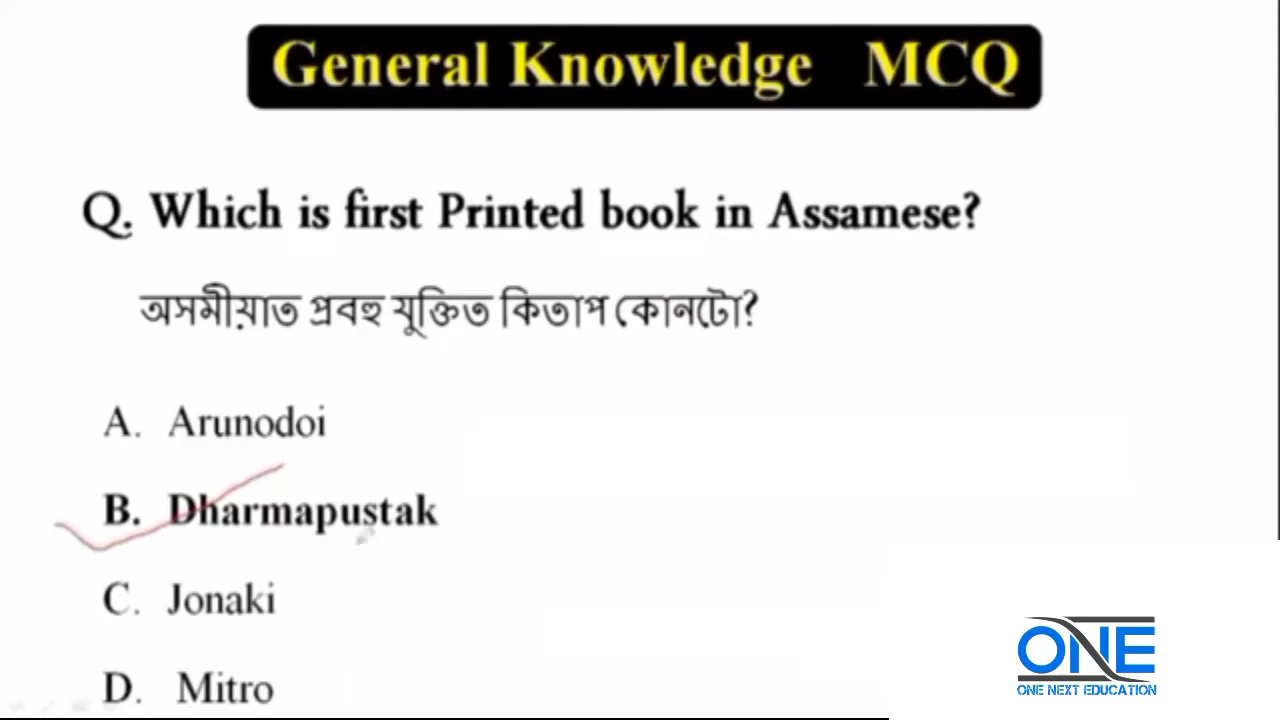 General Knowledge MCQ
Q. Which is first Printed book in Assamese?
অসমীয়াত প্ৰবহু যুক্তিত কিতাপ কোনটো?
A. Arunodoi
B. Dharmapustak
C. Jonaki
D. Mitro
ONE
ONE NEXT EDUCATION